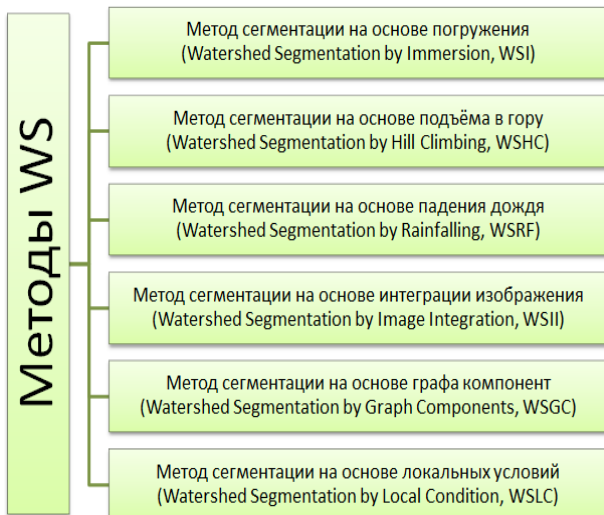 Методы WS
Метод сегментации на основе погружения
(Watershed Segmentation by Immersion, WSI)
Метод сегментации на основе подъёма в гору
(Watershed Segmentation by Hill Climbing, WSHC)
Метод сегментации на основе падения дождя
(Watershed Segmentation by Rainfalling, WSRF)
Метод сегментации на основе интеграции изображения
(Watershed Segmentation by Image Integration, WSII)
Метод сегментации на основе графа компонент
(Watershed Segmentation by Graph Components, WSGC)
Метод сегментации на основе локальных условий
(Watershed Segmentation by Local Condition, WSLC)